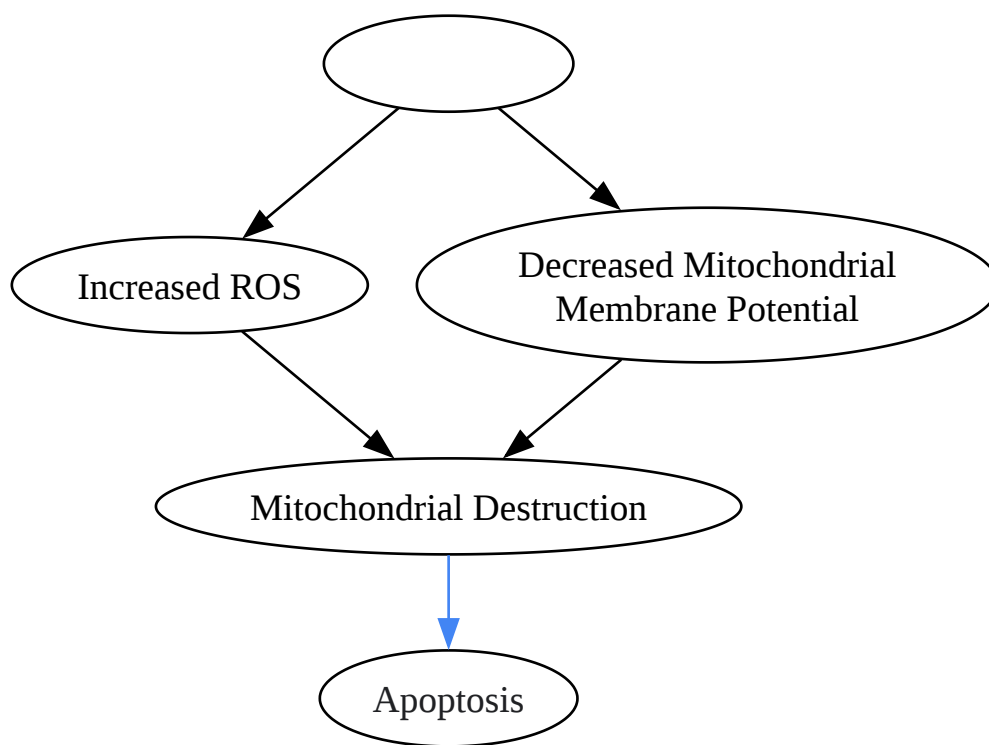 Increased ROS
Decreased Mitochondrial
Membrane Potential
Mitochondrial Destruction
Apoptosis